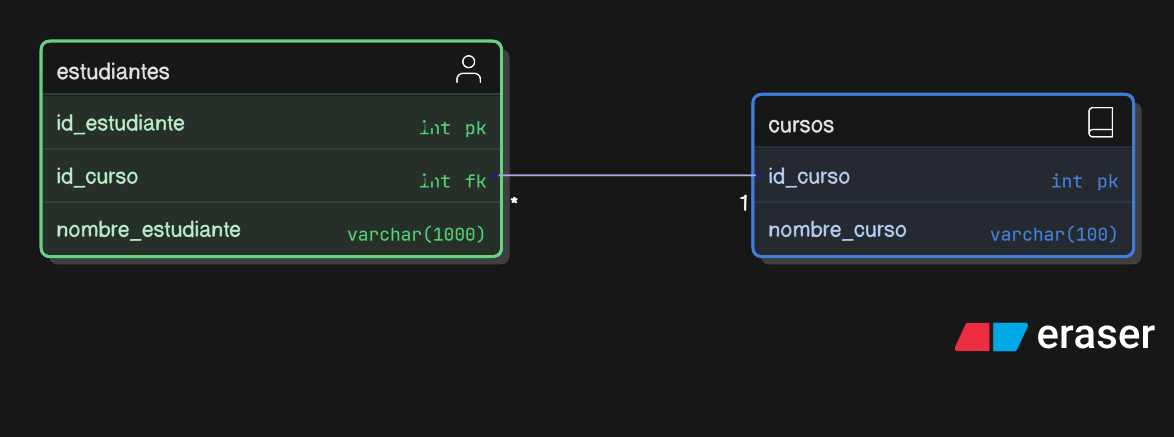 estudiantes
id_estudiante int pk
id_curso int fk
nombre_estudiante varchar(1000)
* 1
cursos
id_curso int pk
nombre_curso varchar(100)
eraser